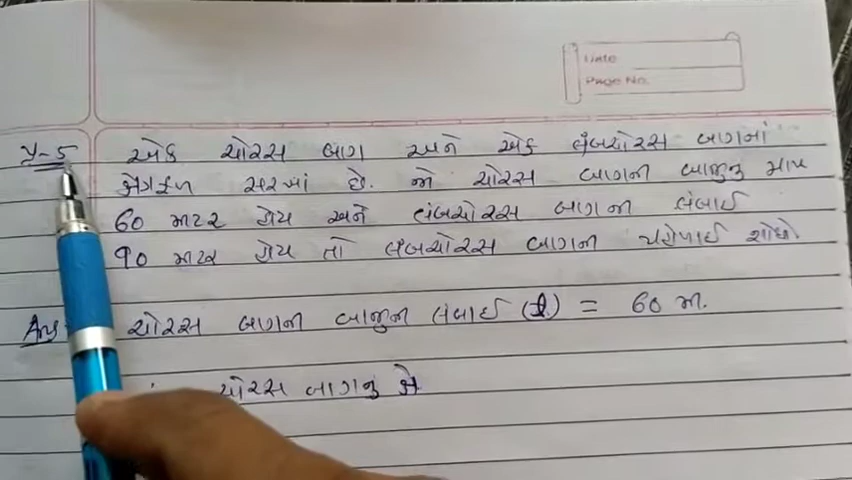 Date
Page No.
પ્ર-5 એક ચોરસ બાગ અને એક લંબચોરસ બાગનાં
ક્ષેત્રફળ સરખાં છે. જો ચોરસ બાગની બાજુનુ માપ
60 મીટર હોય અને લંબચોરસ બાગની લંબાઈ
90 મીટર હોય તો લંબચોરસ બાગની પહોળાઈ શોધો.
Ans ચોરસ બાગની બાજુની લંબાઈ (l) = 60 મી.
ચોરસ બાગનુ ક્ષે